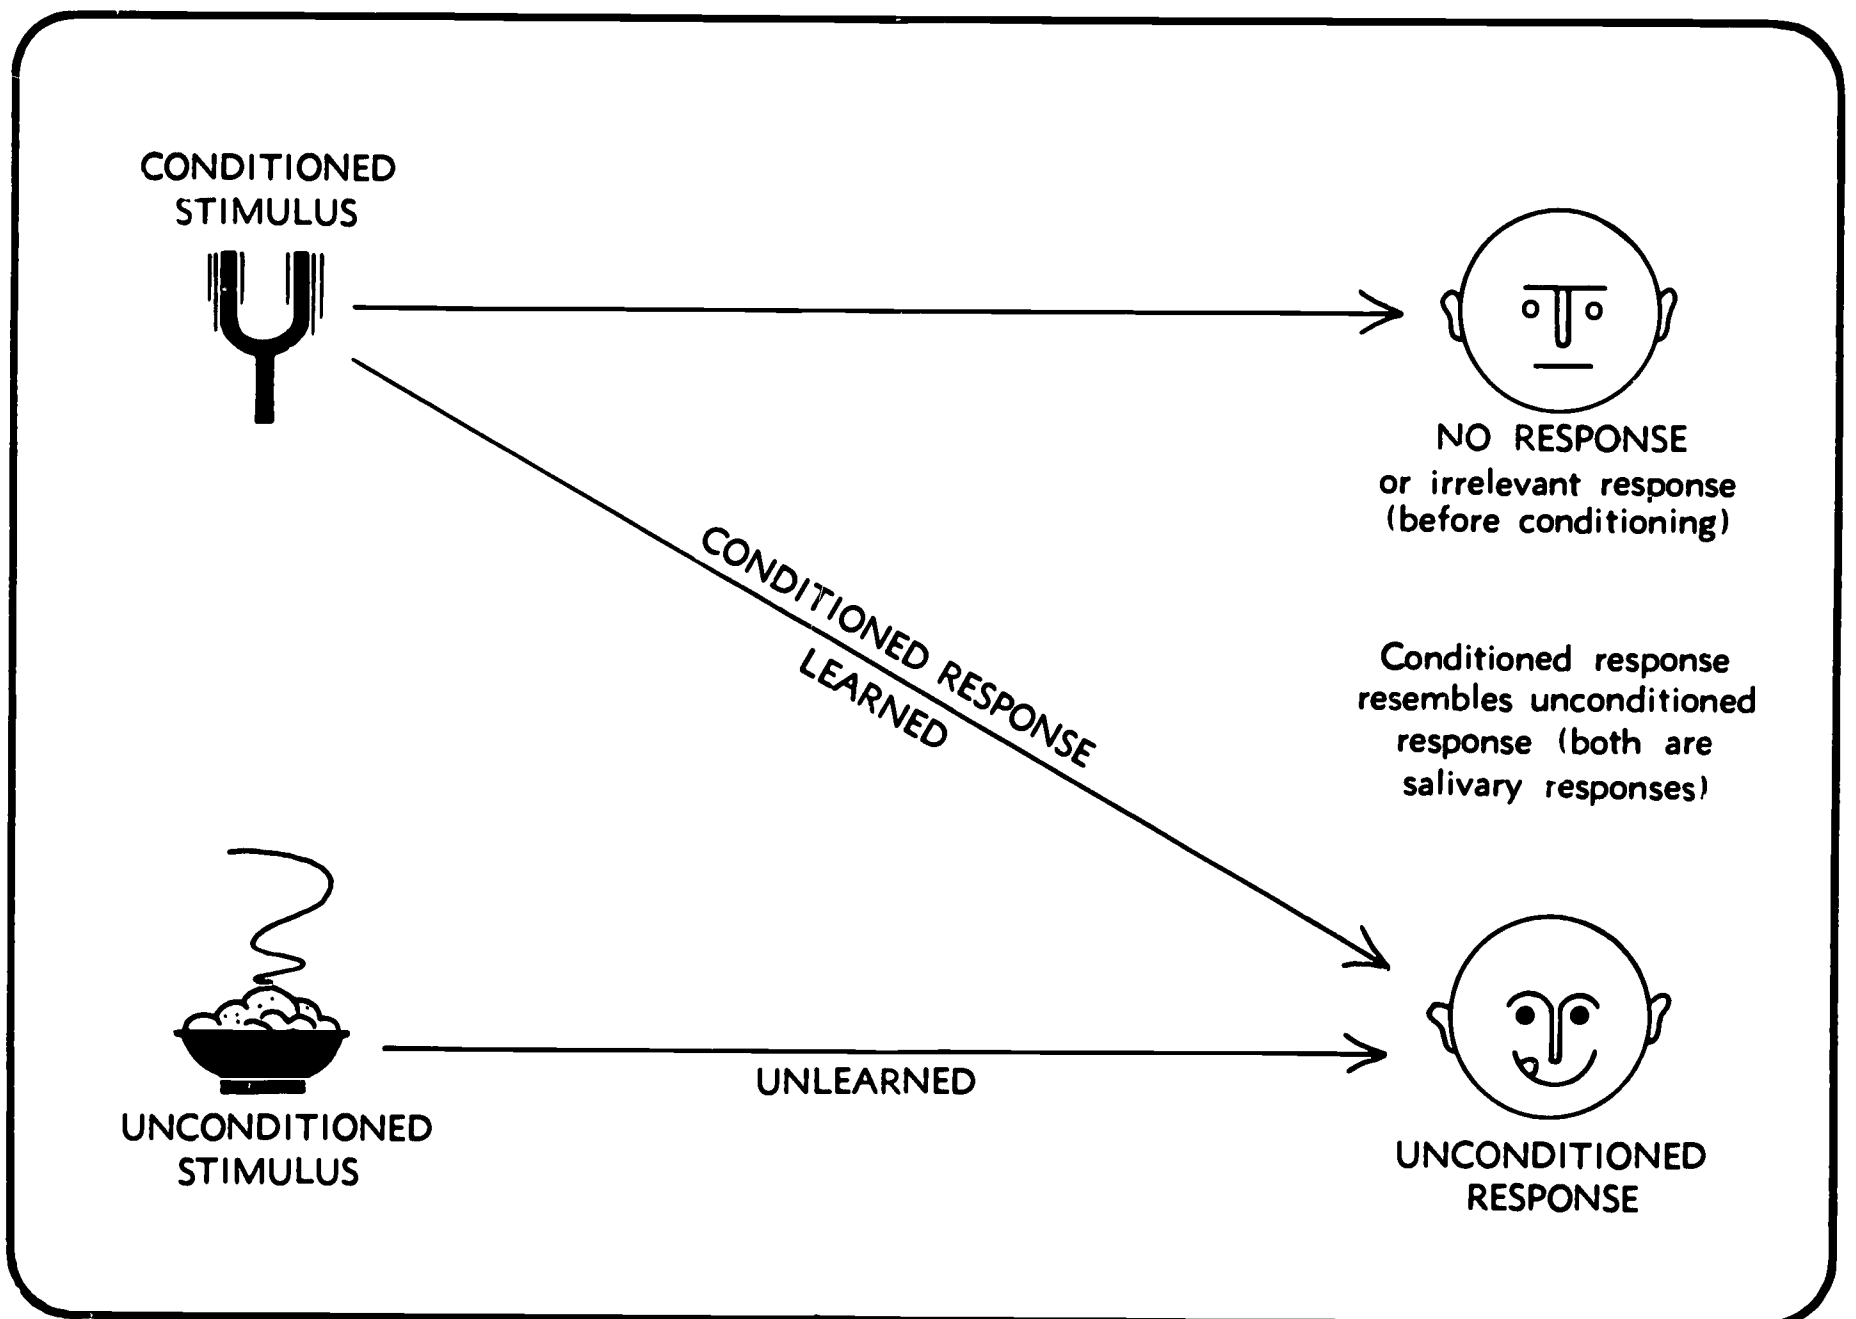 CONDITIONED
STIMULUS
NO RESPONSE
or irrelevant response
(before conditioning)
CONDITIONED RESPONSE
LEARNED
Conditioned response
resembles unconditioned
response (both are
salivary responses)
UNLEARNED
UNCONDITIONED
STIMULUS
UNCONDITIONED
RESPONSE